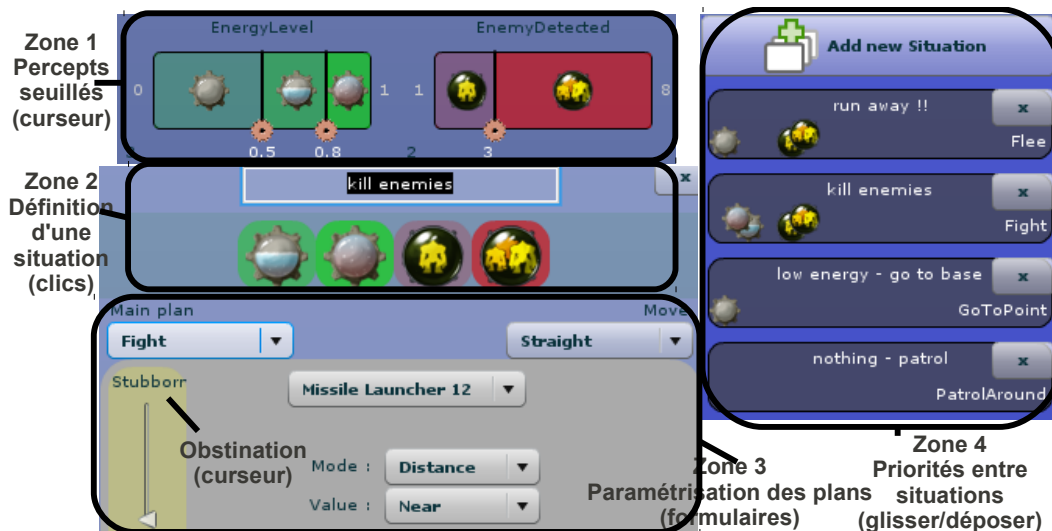 Zone 1
Percepts
seuillés
(curseur)
EnergyLevel
EnemyDetected
0
1
1
8
0.5
0.8
2
3
Zone 2
Définition
d'une
situation
(clics)
kill enemies
x
Main plan
Move
Fight
Straight
Stubborr
Missile Launcher 12
Obstination
(curseur)
Mode :
Distance
Value :
Near
Zone 3
Paramétrisation des plans
(formulaires)
Add new Situation
run away !!
x
Flee
kill enemies
x
Fight
low energy - go to base
x
GoToPoint
nothing - patrol
x
PatrolAround
Zone 4
Priorités entre
situations
(glisser/déposer)